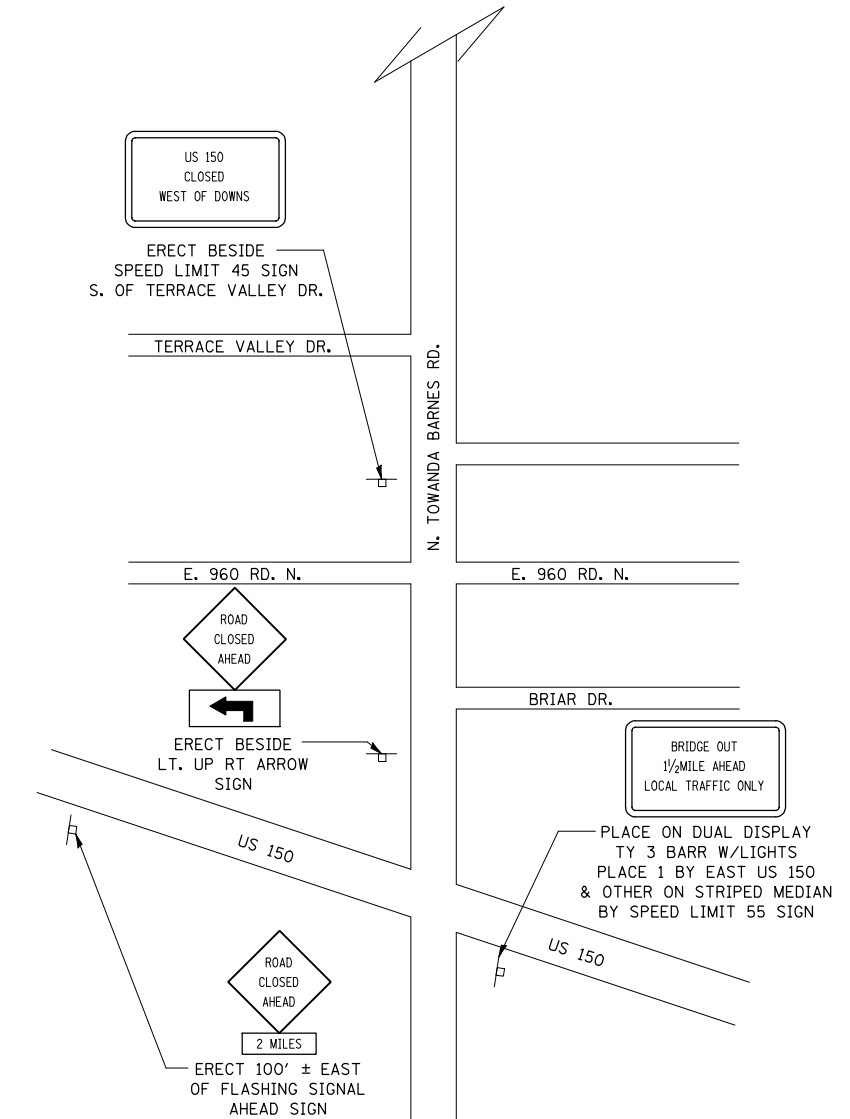 US 150
CLOSED
WEST OF DOWNS
ERECT BESIDE
SPEED LIMIT 45 SIGN
S. OF TERRACE VALLEY DR.
TERRACE VALLEY DR.
N. TOWANDA BARNES RD.
E. 960 RD. N.
E. 960 RD. N.
ROAD
CLOSED
AHEAD
BRIAR DR.
ERECT BESIDE
LT. UP RT ARROW
SIGN
BRIDGE OUT
1½MILE AHEAD
LOCAL TRAFFIC ONLY
PLACE ON DUAL DISPLAY
TY 3 BARR W/LIGHTS
PLACE 1 BY EAST US 150
& OTHER ON STRIPED MEDIAN
BY SPEED LIMIT 55 SIGN
US 150
US 150
ROAD
CLOSED
AHEAD
2 MILES
ERECT 100' ± EAST
OF FLASHING SIGNAL
AHEAD SIGN